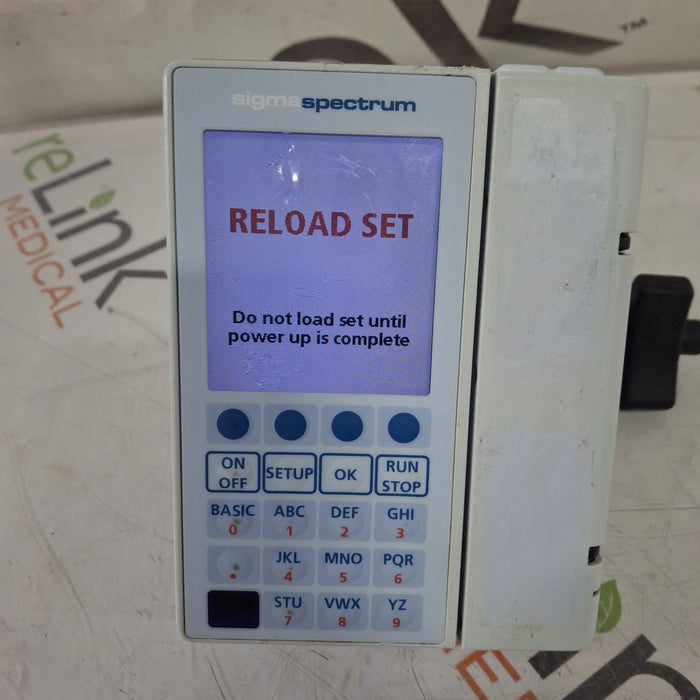 sigmaspectrum
RELOAD SET
Do not load set until
power up is complete
ON
OFF
SETUP
OK
RUN
STOP
BASIC
0
ABC
1
DEF
2
GHI
3
.
JKL
4
MNO
5
PQR
6
STU
7
VWX
8
YZ
9
reLink
MEDICAL
TM